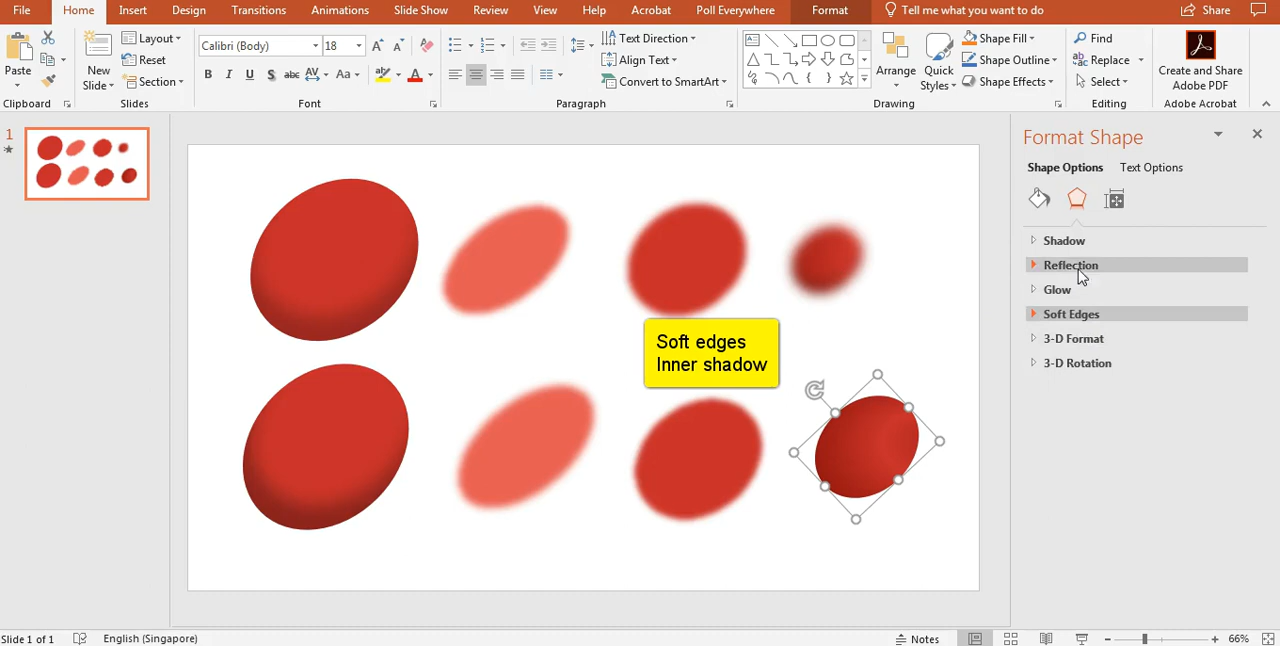 File Home Insert Design Transitions Animations Slide Show Review View Help Acrobat Poll Everywhere Format Tell me what you want to do Share
Paste
Clipboard
New
Slide
Layout
Reset
Section
Slides
Calibri (Body) 18
B I U S abc AV Aa
A
Font
Text Direction
Align Text
Convert to SmartArt
Paragraph
Arrange
Quick
Styles
Shape Fill
Shape Outline
Shape Effects
Drawing
Find
Replace
Select
Editing
Create and Share
Adobe PDF
Adobe Acrobat
1
Format Shape
Shape Options Text Options
Shadow
Reflection
Glow
Soft Edges
3-D Format
3-D Rotation
Soft edges
Inner shadow
Slide 1 of 1 English (Singapore) Notes 66%